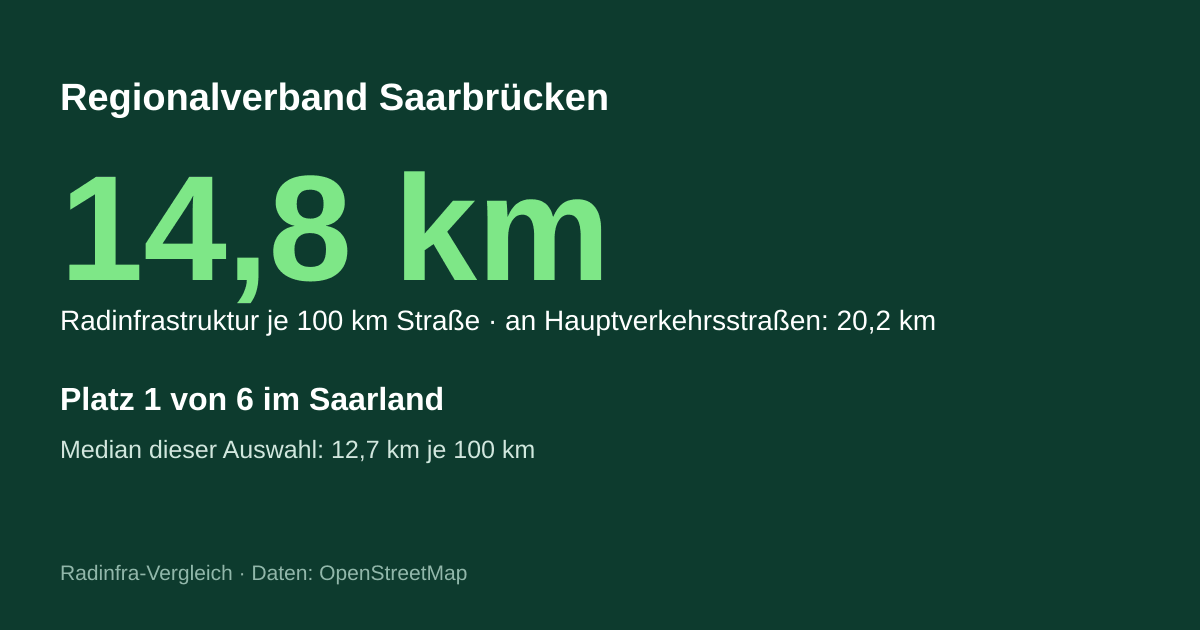 Regionalverband Saarbrücken
14,8 km
Radinfrastruktur je 100 km Straße · an Hauptverkehrsstraßen: 20,2 km
Platz 1 von 6 im Saarland
Median dieser Auswahl: 12,7 km je 100 km
Radinfra-Vergleich · Daten: OpenStreetMap